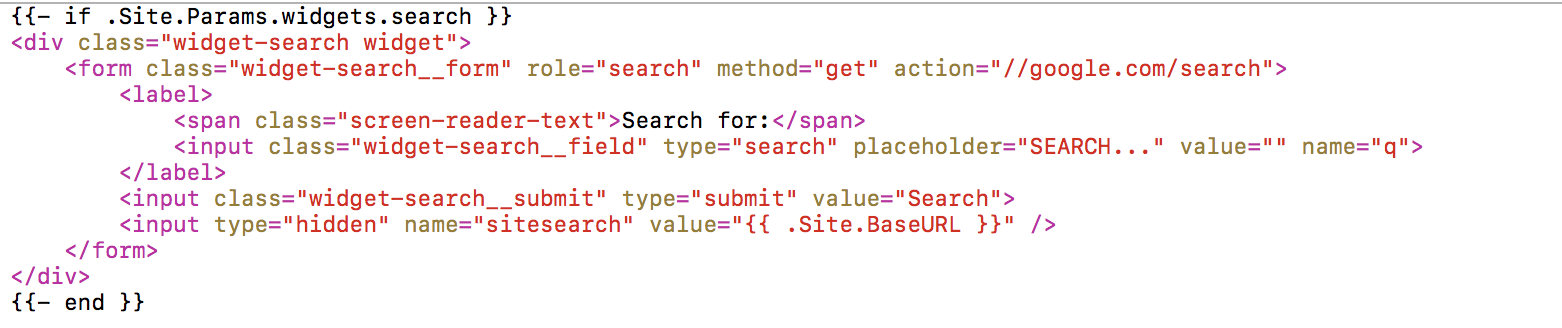 {{- if .Site.Params.widgets.search }}
<div class="widget-search widget">
    <form class="widget-search__form" role="search" method="get" action="//google.com/search">
        <label>
            <span class="screen-reader-text">Search for:</span>
            <input class="widget-search__field" type="search" placeholder="SEARCH..." value="" name="q">
        </label>
        <input class="widget-search__submit" type="submit" value="Search">
        <input type="hidden" name="sitesearch" value="{{ .Site.BaseURL }}" />
    </form>
</div>
{{- end }}